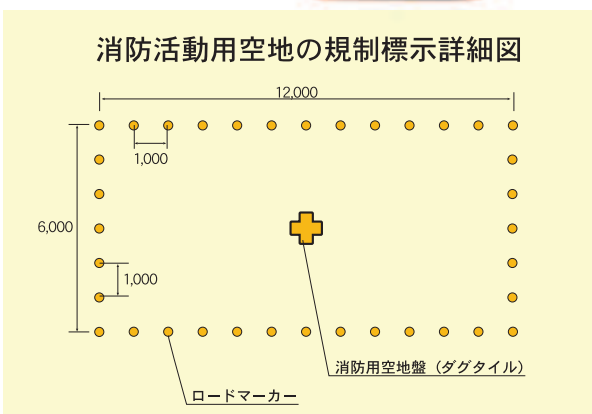 消防活動用空地の規制標示詳細図
12,000
1,000
6,000
1,000
消防用空地盤（ダグタイル）
ロードマーカー